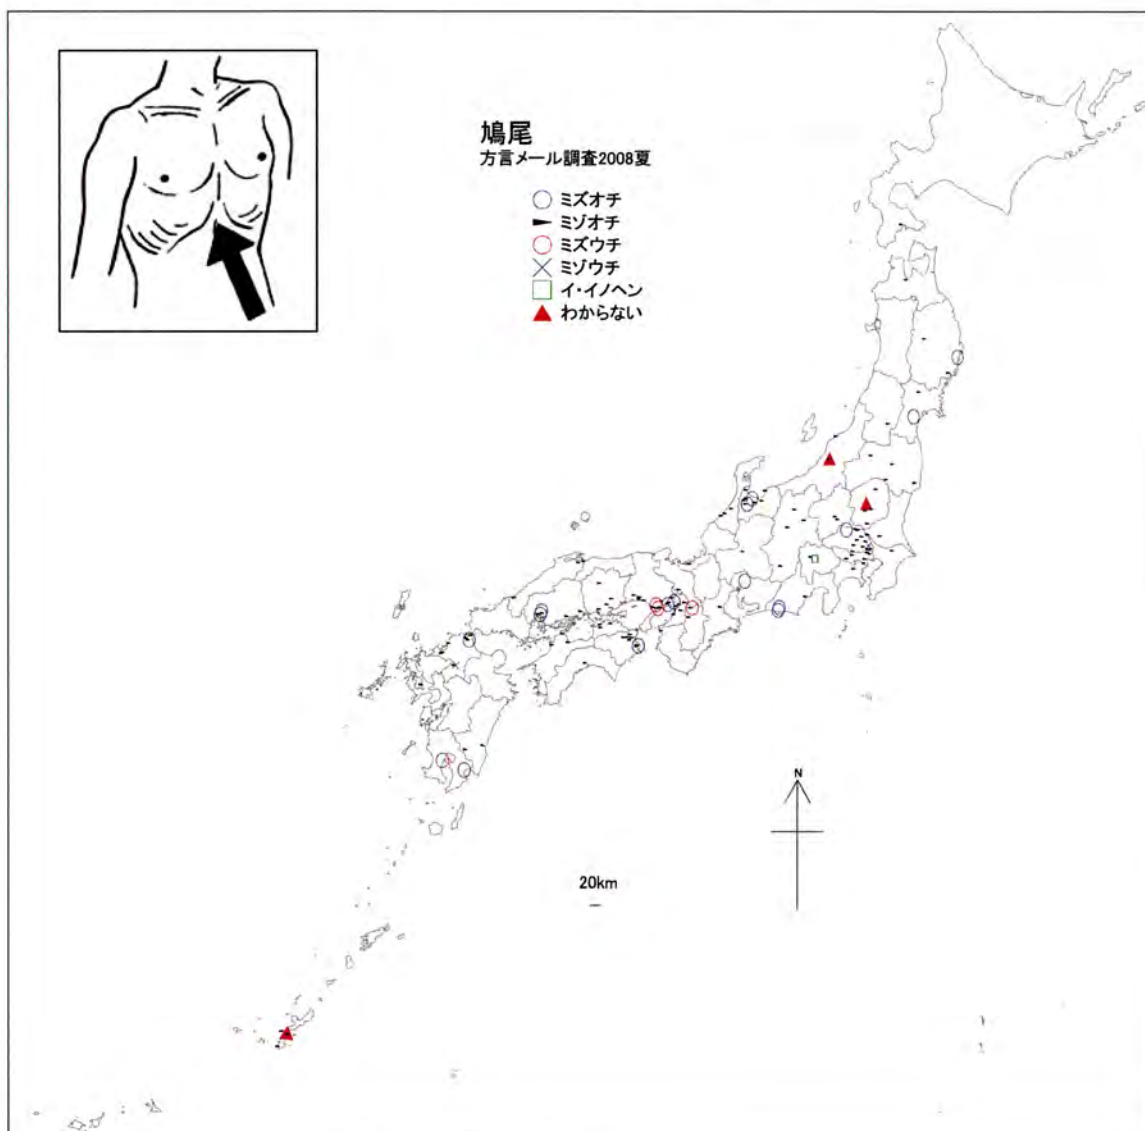 鳩尾
方言メール調査2008夏
ミズオチ
ミゾオチ
ミズウチ
ミゾウチ
イ・イノヘン
わからない
N
20km